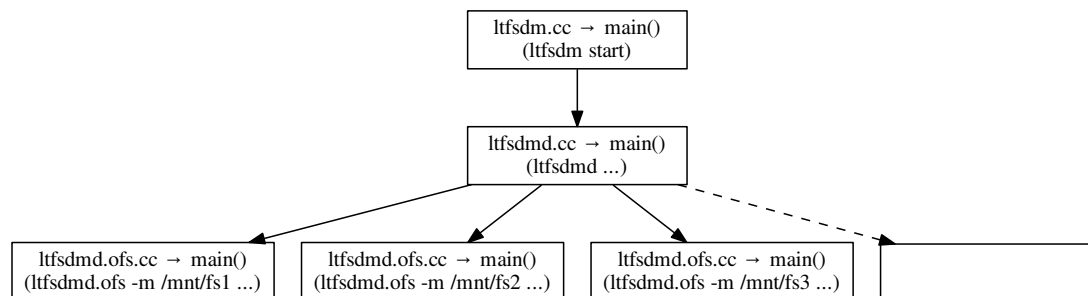 ltfsdm.cc → main()
(ltfsdm start)
ltfsdmd.cc → main()
(ltfsdmd ...)
ltfsdmd.ofs.cc → main()
(ltfsdmd.ofs -m /mnt/fs1 ...)
ltfsdmd.ofs.cc → main()
(ltfsdmd.ofs -m /mnt/fs2 ...)
ltfsdmd.ofs.cc → main()
(ltfsdmd.ofs -m /mnt/fs3 ...)